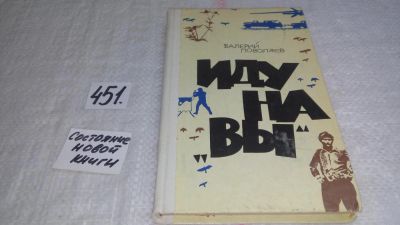 ВАЛЕРИЙ ПОВОЛЯЕВ
ИДУ
НА
"ВЫ"
451.
СОСТОЯНИЕ
НОВОЙ
КНИГИ